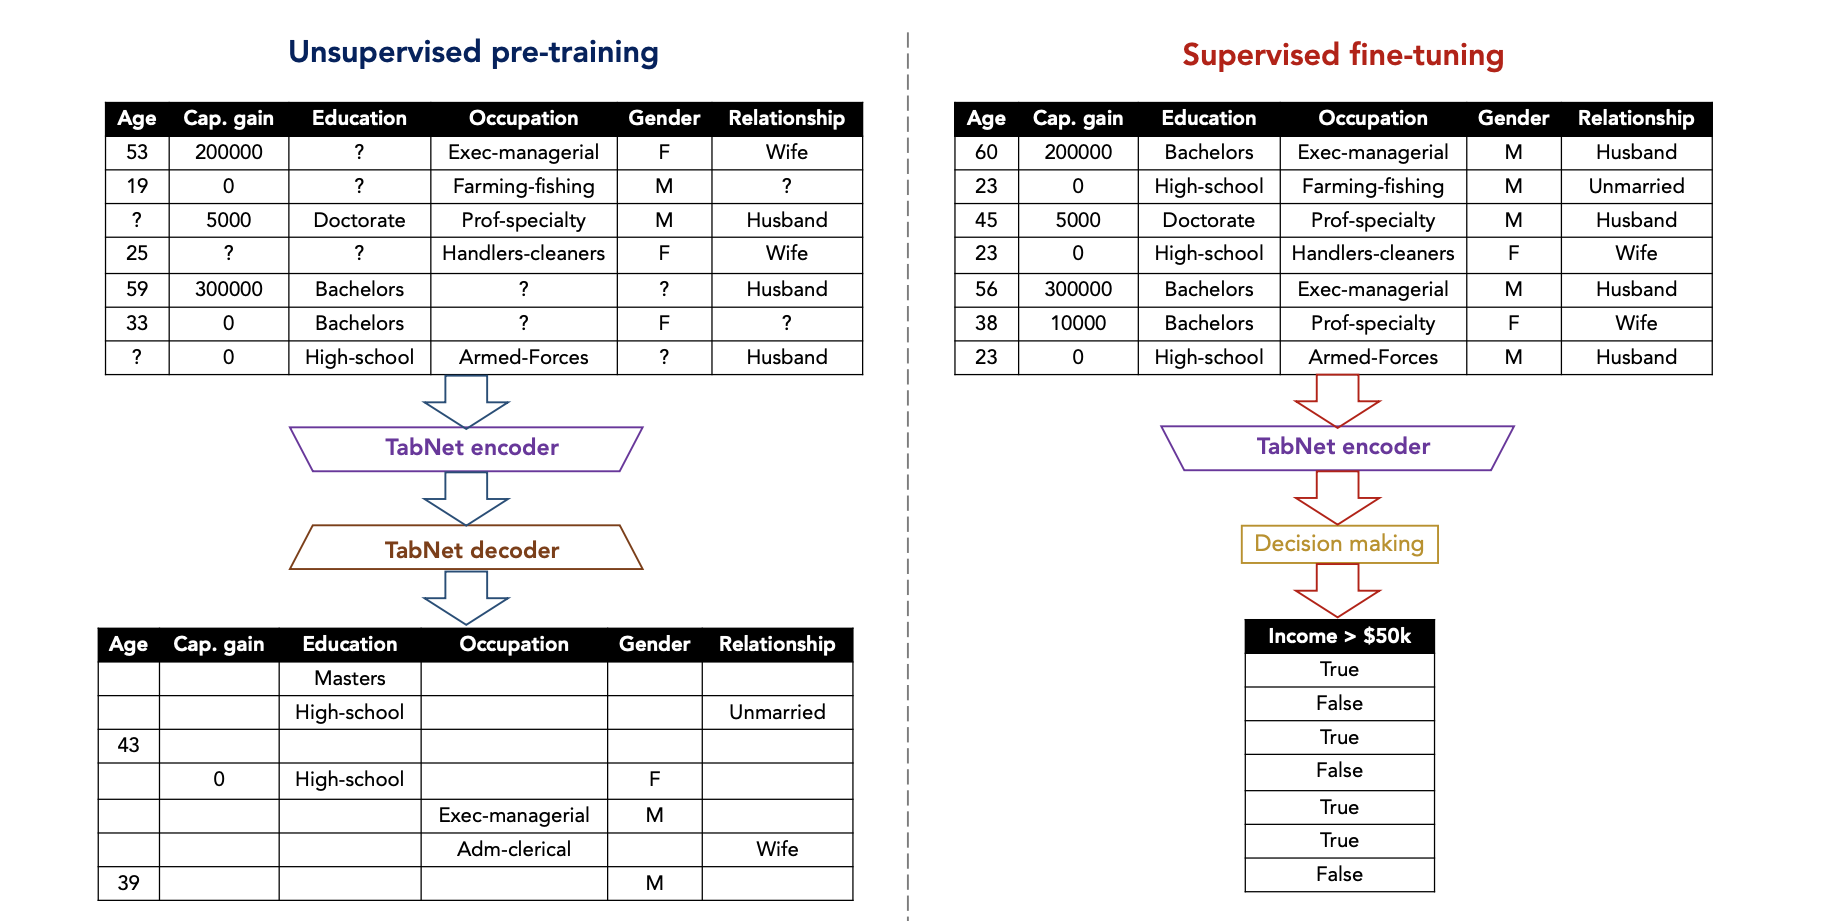 Unsupervised pre-training
Age Cap. gain Education Occupation Gender Relationship
53 200000 ? Exec-managerial F Wife
19 0 ? Farming-fishing M ?
? 5000 Doctorate Prof-specialty M Husband
25 ? ? Handlers-cleaners F Wife
59 300000 Bachelors ? ? Husband
33 0 Bachelors ? F ?
? 0 High-school Armed-Forces ? Husband
TabNet encoder
TabNet decoder
Age Cap. gain Education Occupation Gender Relationship
Masters
High-school Unmarried
43
0 High-school F
Exec-managerial M
Adm-clerical Wife
39 M
Supervised fine-tuning
Age Cap. gain Education Occupation Gender Relationship
60 200000 Bachelors Exec-managerial M Husband
23 0 High-school Farming-fishing M Unmarried
45 5000 Doctorate Prof-specialty M Husband
23 0 High-school Handlers-cleaners F Wife
56 300000 Bachelors Exec-managerial M Husband
38 10000 Bachelors Prof-specialty F Wife
23 0 High-school Armed-Forces M Husband
TabNet encoder
Decision making
Income > $50k
True
False
True
False
True
True
False